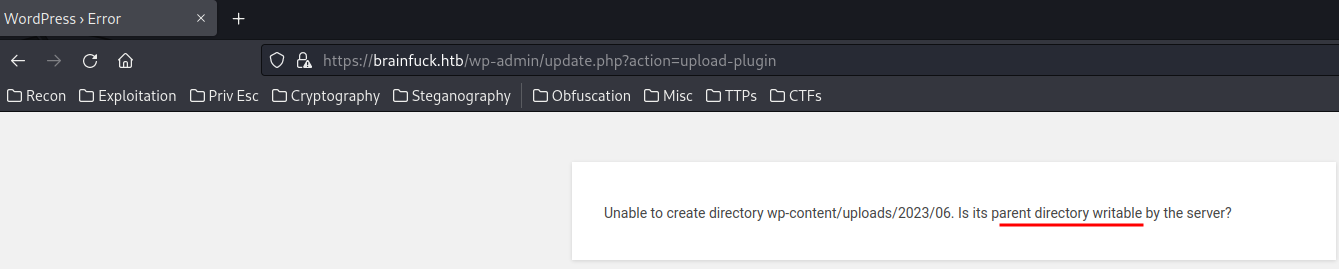 WordPress › Error
https://brainfuck.htb/wp-admin/update.php?action=upload-plugin
Recon Exploitation Priv Esc Cryptography Steganography Obfuscation Misc TTPs CTFs
Unable to create directory wp-content/uploads/2023/06. Is its parent directory writable by the server?